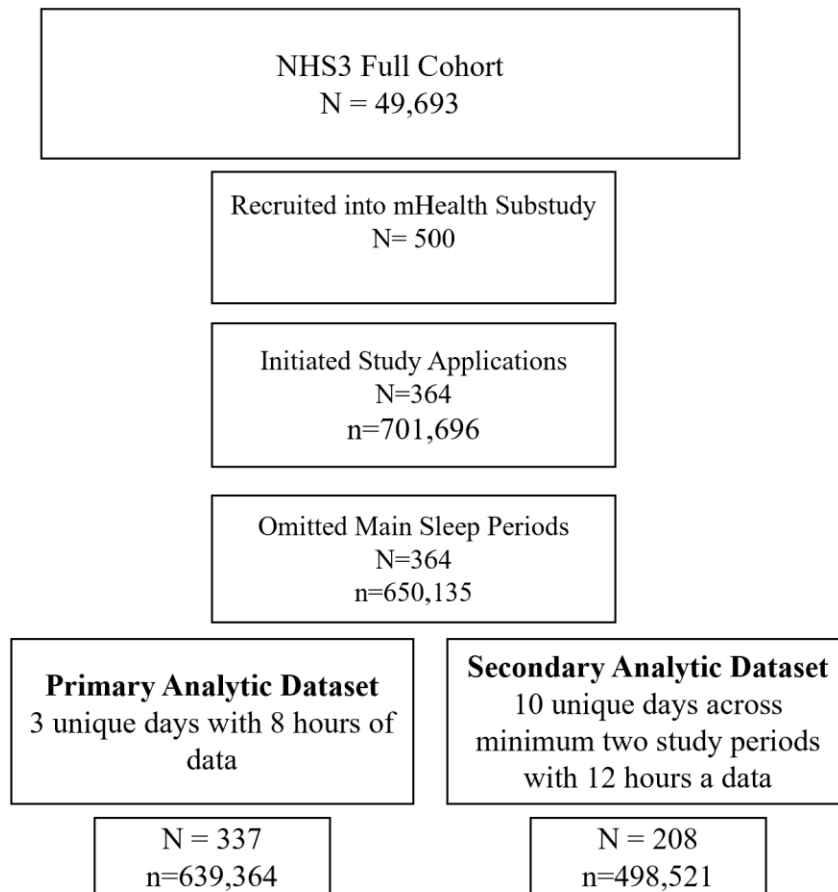 NHS3 Full Cohort
N = 49,693
Recruited into mHealth Substudy
N= 500
Initiated Study Applications
N=364
n=701,696
Omitted Main Sleep Periods
N=364
n=650,135
Primary Analytic Dataset
3 unique days with 8 hours of
data
Secondary Analytic Dataset
10 unique days across
minimum two study periods
with 12 hours a data
N = 337
n=639,364
N = 208
n=498,521